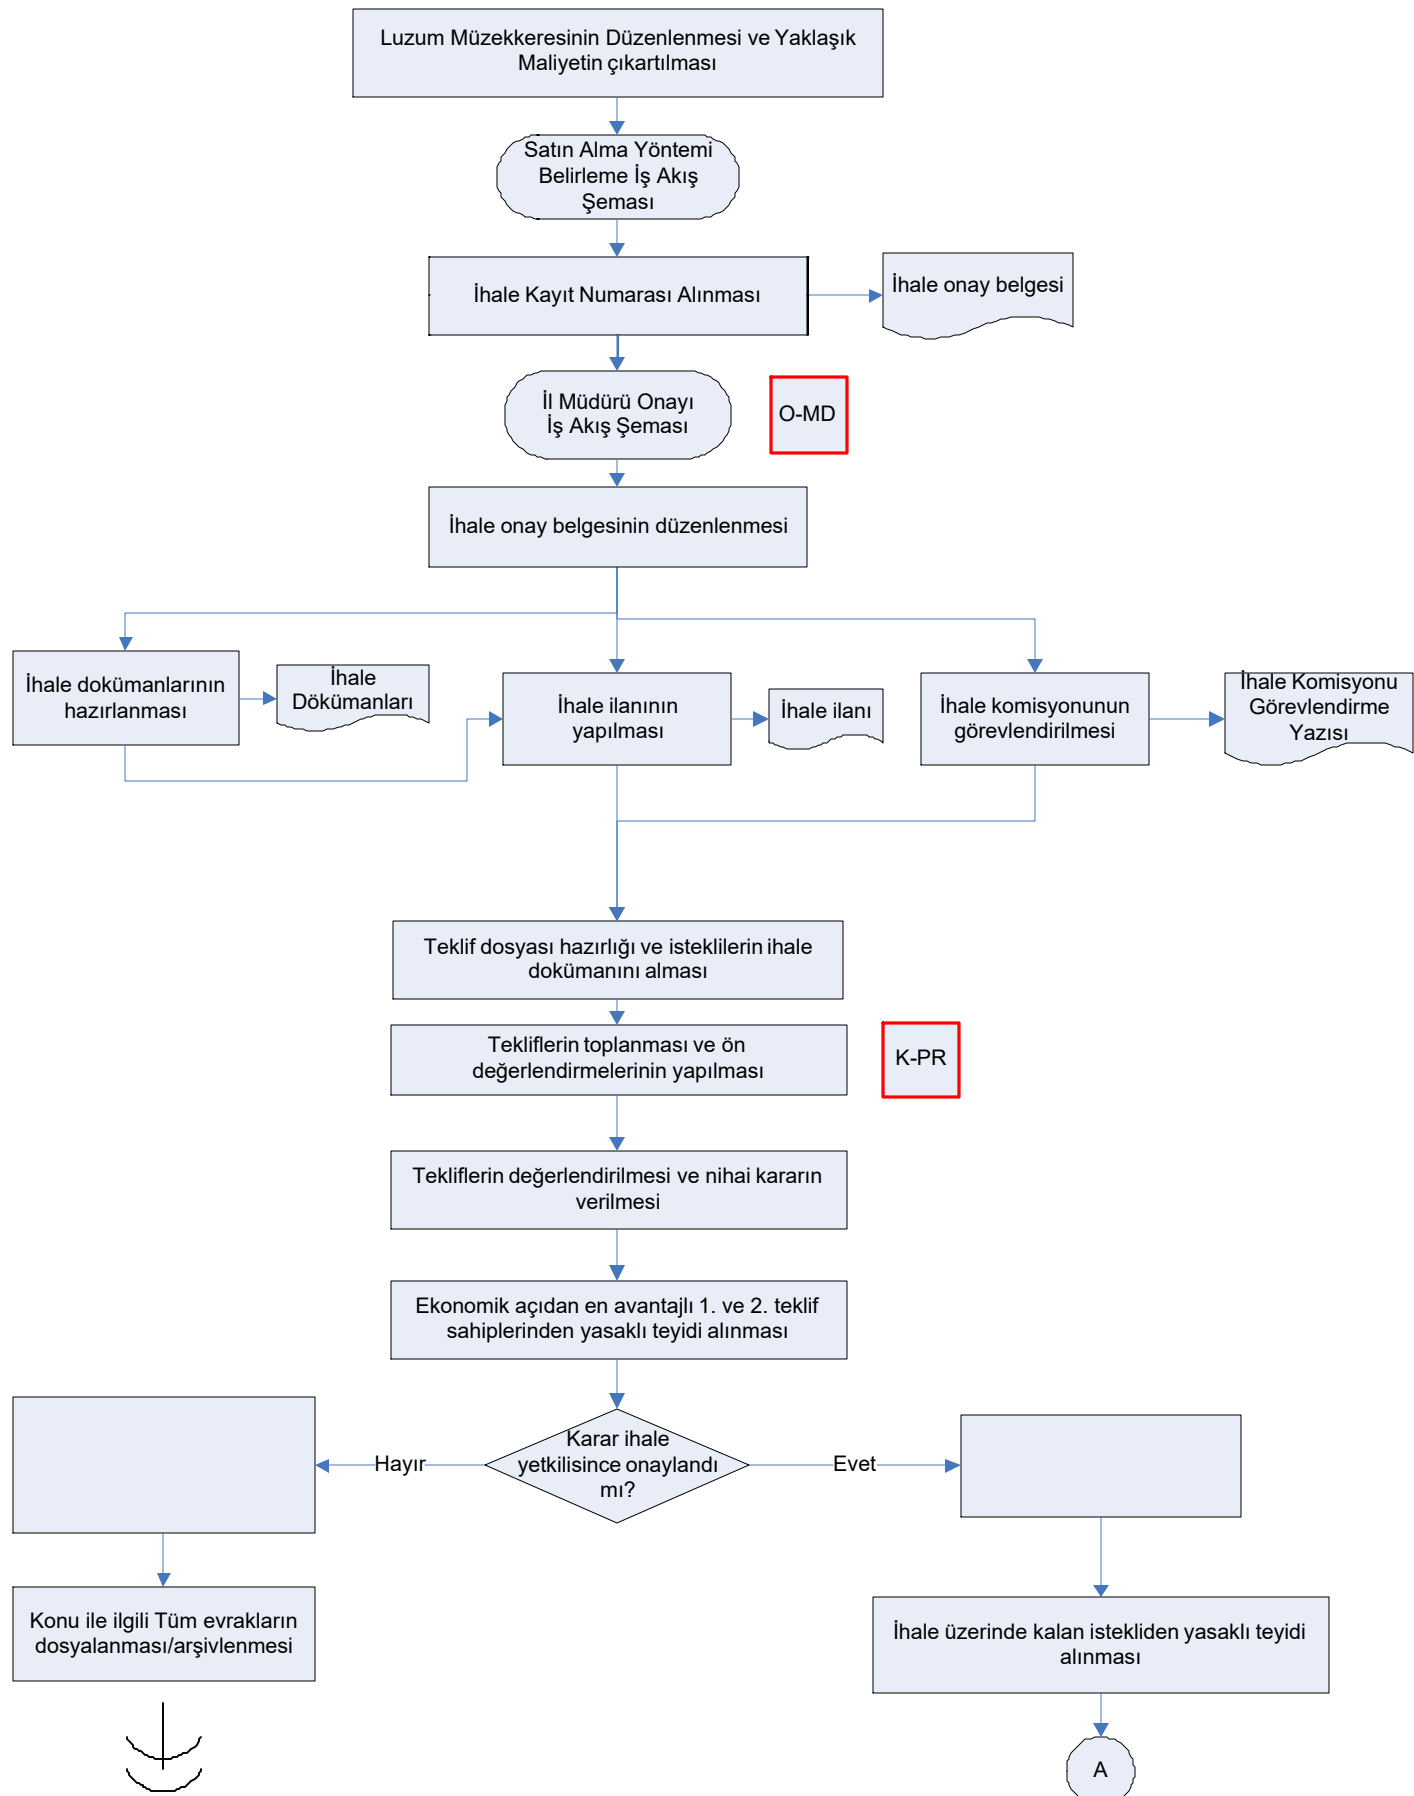 Luzum Müzekkeresinin Düzenlenmesi ve Yaklaşık
Maliyetin çıkartılması
Satın Alma Yöntemi
Belirleme İş Akış
Şeması
İhale Kayıt Numarası Alınması
İhale onay belgesi
İl Müdürü Onayı
İş Akış Şeması
O-MD
İhale onay belgesinin düzenlenmesi
İhale dokümanlarının
hazırlanması
İhale
Dökümanları
İhale ilanının
yapılması
İhale ilanı
İhale komisyonunun
görevlendirilmesi
İhale Komisyonu
Görevlendirme
Yazısı
Teklif dosyası hazırlığı ve isteklilerin ihale
dokümanını alması
Tekliflerin toplanması ve ön
değerlendirmelerinin yapılması
K-PR
Tekliflerin değerlendirilmesi ve nihai kararın
verilmesi
Ekonomik açıdan en avantajlı 1. ve 2. teklif
sahiplerinden yasaklı teyidi alınması
Karar ihale
yetkilisince onaylandı
mı?
Hayır
Evet
Konu ile ilgili Tüm evrakların
dosyalanması/arşivlenmesi
İhale üzerinde kalan istekliden yasaklı teyidi
alınması
A